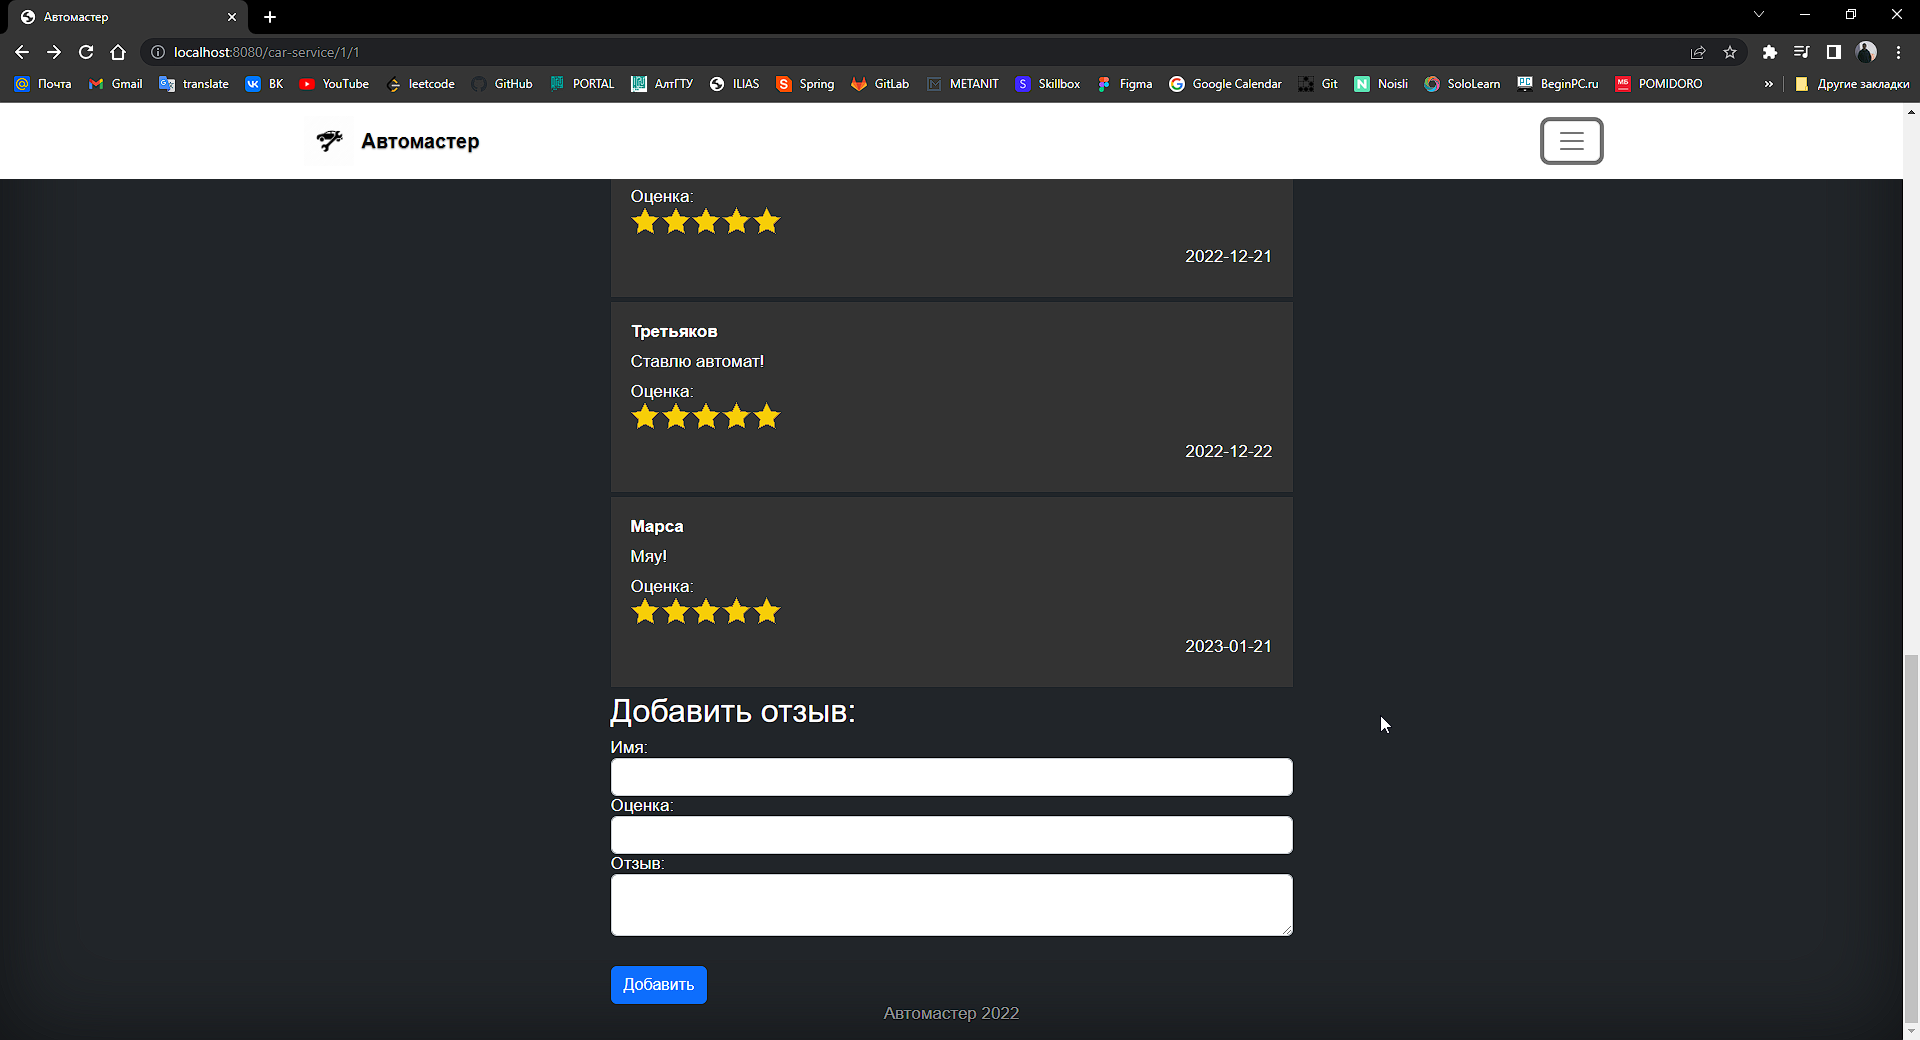 Автомастер
localhost:8080/car-service/1/1
Почта Gmail translate ВК YouTube leetcode GitHub PORTAL АлтГТУ ILIAS Spring GitLab METANIT Skillbox Figma Google Calendar Git Noisli SoloLearn BeginPC.ru POMIDORO » Другие закладки
Автомастер
Оценка:
2022-12-21
Третьяков
Ставлю автомат!
Оценка:
2022-12-22
Марса
Мяу!
Оценка:
2023-01-21
Добавить отзыв:
Имя:
Оценка:
Отзыв:
Добавить
Автомастер 2022